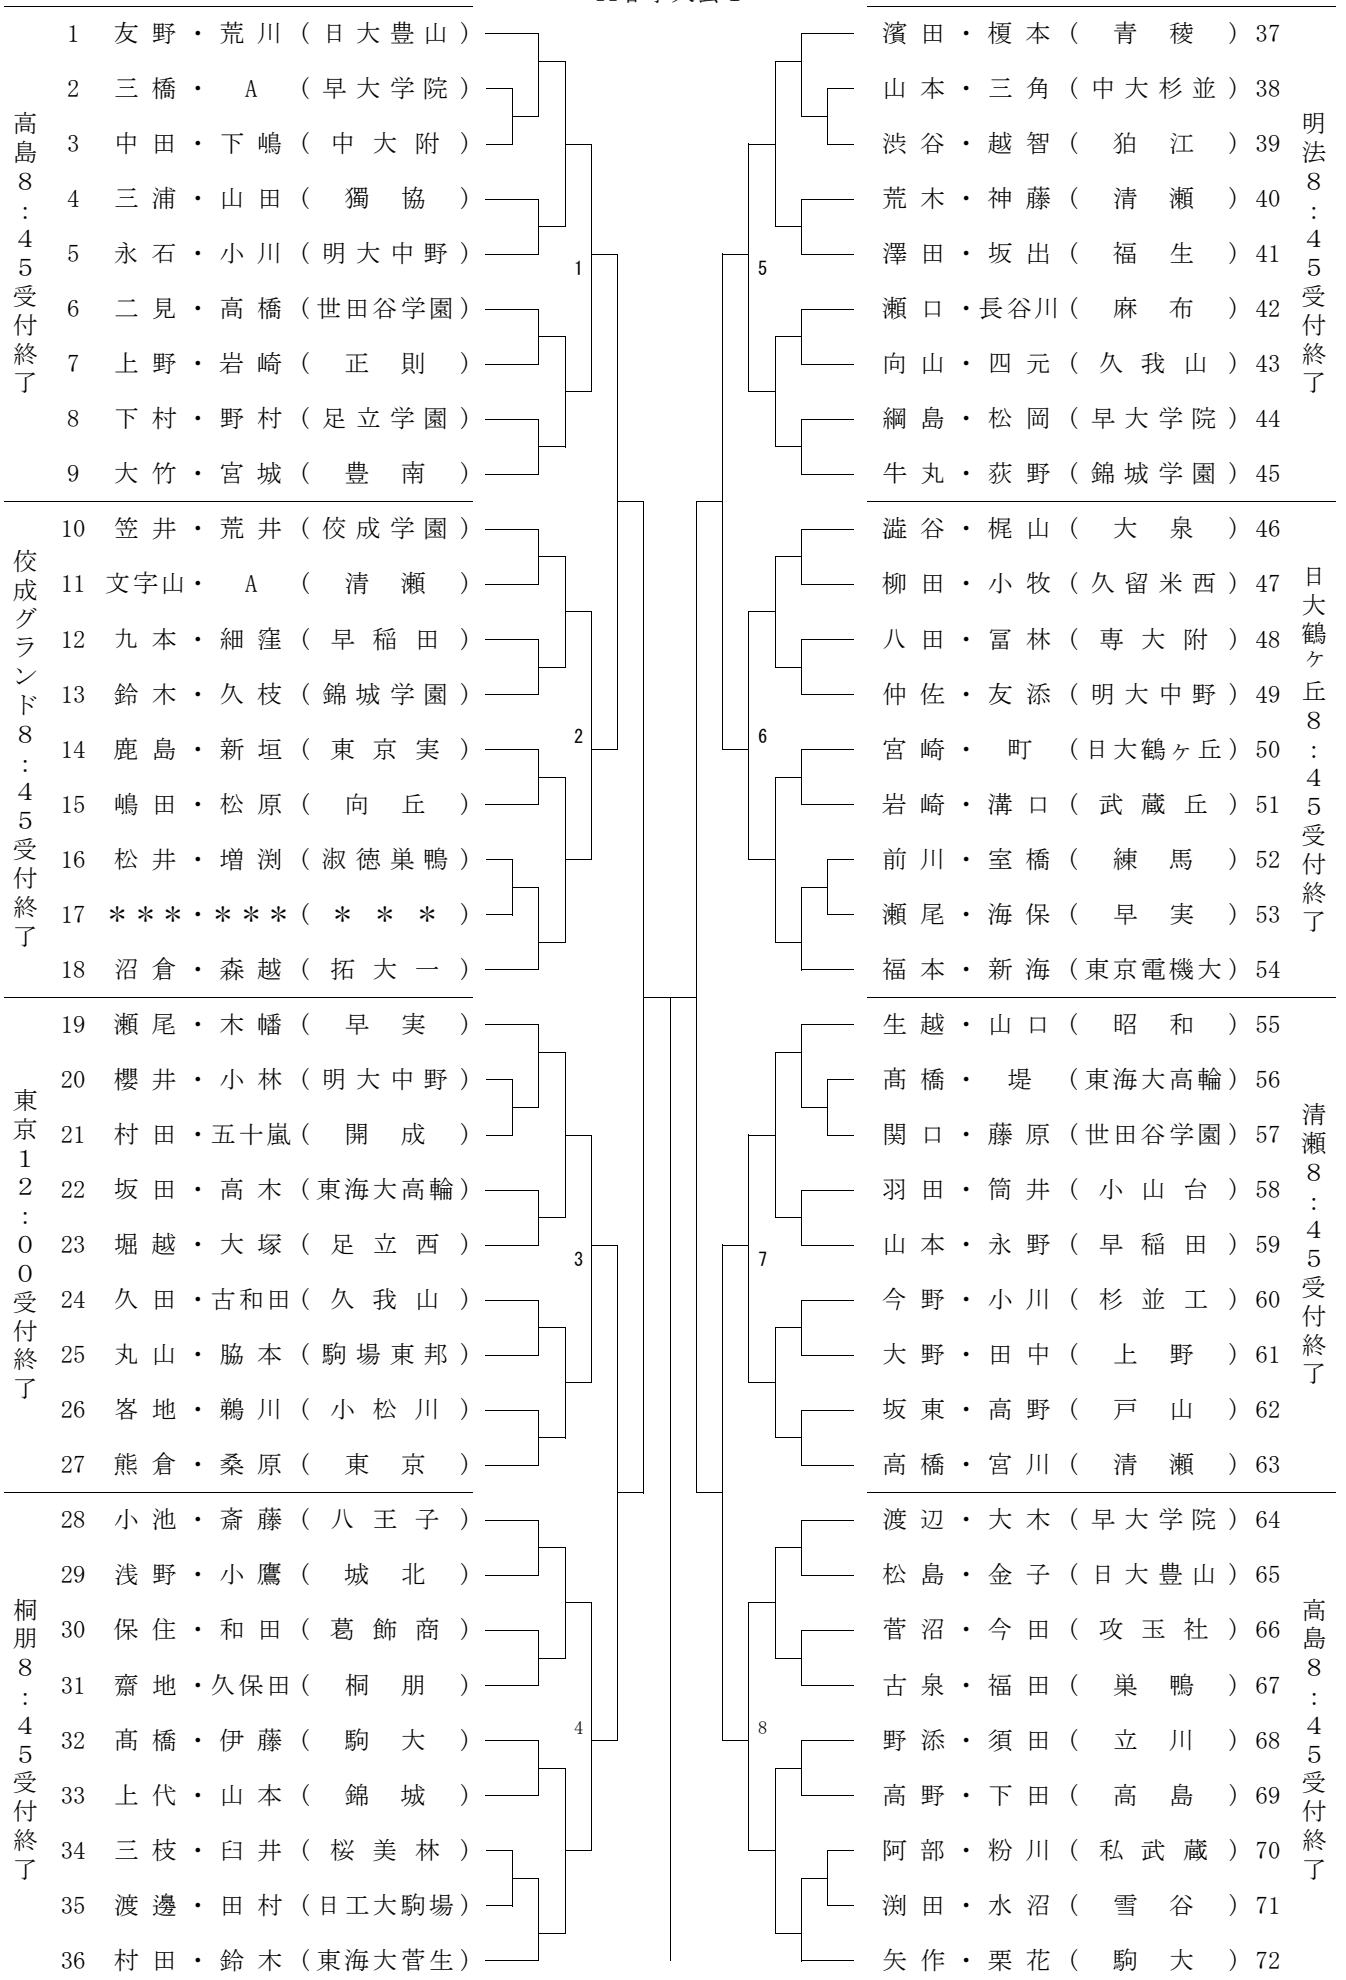 1 友野・荒川(日大豊山)
2 三橋・A(早大学院)
3 中田・下嶋(中大附)
4 三浦・山田(獨協)
5 永石・小川(明大中野)
6 二見・高橋(世田谷学園)
7 上野・岩崎(正則)
8 下村・野村(足立学園)
9 大竹・宮城(豊南)
高島8:45受付終了
1
10 笠井・荒井(佼成学園)
11 文字山・A(清瀬)
12 九本・細窪(早稲田)
13 鈴木・久枝(錦城学園)
14 鹿島・新垣(東京実)
15 嶋田・松原(向丘)
16 松井・増渕(淑徳巣鴨)
17 ***・***(***)
18 沼倉・森越(拓大一)
佼成グランド8:45受付終了
2
19 瀬尾・木幡(早実)
20 櫻井・小林(明大中野)
21 村田・五十嵐(開成)
22 坂田・高木(東海大高輪)
23 堀越・大塚(足立西)
24 久田・古和田(久我山)
25 丸山・脇本(駒場東邦)
26 峉地・鵜川(小松川)
27 熊倉・桑原(東京)
東京12:00受付終了
3
28 小池・斎藤(八王子)
29 浅野・小鷹(城北)
30 保住・和田(葛飾商)
31 齋地・久保田(桐朋)
32 髙橋・伊藤(駒大)
33 上代・山本(錦城)
34 三枝・臼井(桜美林)
35 渡邊・田村(日工大駒場)
36 村田・鈴木(東海大菅生)
桐朋8:45受付終了
4
濱田・榎本(青稜)37
山本・三角(中大杉並)38
渋谷・越智(狛江)39
荒木・神藤(清瀬)40
澤田・坂出(福生)41
瀬口・長谷川(麻布)42
向山・四元(久我山)43
綱島・松岡(早大学院)44
牛丸・荻野(錦城学園)45
明法8:45受付終了
5
澁谷・梶山(大泉)46
柳田・小牧(久留米西)47
八田・冨林(専大附)48
仲佐・友添(明大中野)49
宮崎・町(日大鶴ヶ丘)50
岩崎・溝口(武蔵丘)51
前川・室橋(練馬)52
瀬尾・海保(早実)53
福本・新海(東京電機大)54
日大鶴ヶ丘8:45受付終了
6
生越・山口(昭和)55
髙橋・堤(東海大高輪)56
関口・藤原(世田谷学園)57
羽田・筒井(小山台)58
山本・永野(早稲田)59
今野・小川(杉並工)60
大野・田中(上野)61
坂東・高野(戸山)62
高橋・宮川(清瀬)63
清瀬8:45受付終了
7
渡辺・大木(早大学院)64
松島・金子(日大豊山)65
菅沼・今田(攻玉社)66
古泉・福田(巣鴨)67
野添・須田(立川)68
高野・下田(高島)69
阿部・粉川(私武蔵)70
渕田・水沼(雪谷)71
矢作・栗花(駒大)72
高島8:45受付終了
8